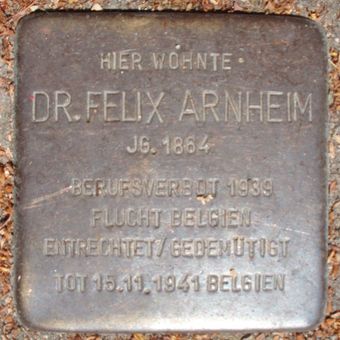 HIER WOHNTE
DR. FELIX ARNHEIM
JG. 1864
BERUFSVERBOT 1939
FLUCHT BELGIEN
ENTRECHTET/GEDEMÜTIGT
TOT 15.11.1941 BELGIEN